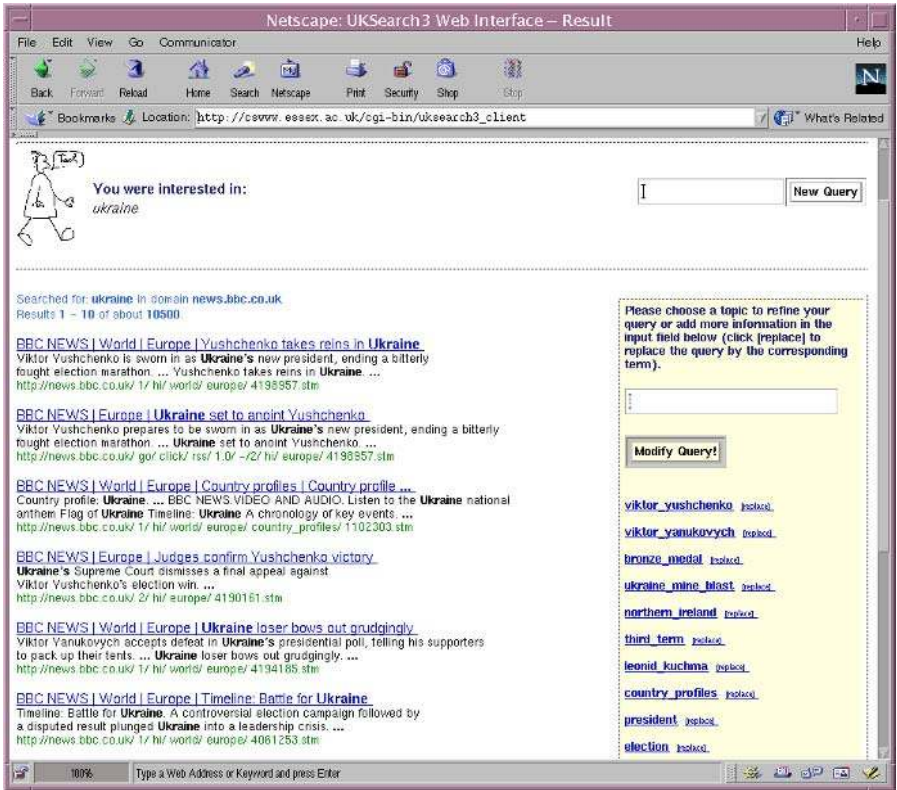 Netscape: UKSearch3 Web Interface – Result
File Edit View Go Communicator Help
Back Forward Reload Home Search Netscape Print Security Shop Stop
N
Bookmarks Location: http://cswww.essex.ac.uk/cgi-bin/uksearch3_client What's Related
You were interested in:
ukraine
New Query
Searched for: ukraine in domain news.bbc.co.uk.
Results 1 – 10 of about 10500.
BBC NEWS | World | Europe | Yushchenko takes reins in Ukraine
Viktor Yushchenko is sworn in as Ukraine's new president, ending a bitterly
fought election marathon. ... Yushchenko takes reins in Ukraine. ...
http://news.bbc.co.uk/ 1/ hi/ world/ europe/ 4198957.stm
BBC NEWS | Europe | Ukraine set to anoint Yushchenko
Viktor Yushchenko prepares to be sworn in as Ukraine's new president, ending a bitterly
fought election marathon. ... Ukraine set to anoint Yushchenko. ...
http://news.bbc.co.uk/ go/ click/ rss/ 1.0/ -/2/ hi/ europe/ 4198957.stm
BBC NEWS | World | Europe | Country profiles | Country profile ...
Country profile: Ukraine. ... BBC NEWS VIDEO AND AUDIO. Listen to the Ukraine national
anthem Flag of Ukraine Timeline: Ukraine A chronology of key events. ...
http://news.bbc.co.uk/ 1/ hi/ world/ europe/ country_profiles/ 1102303.stm
BBC NEWS | Europe | Judges confirm Yushchenko victory
Ukraine's Supreme Court dismisses a final appeal against
Viktor Yushchenko's election win. ...
http://news.bbc.co.uk/ 2/ hi/ europe/ 4190161.stm
BBC NEWS | World | Europe | Ukraine loser bows out grudgingly
Viktor Yanukovych accepts defeat in Ukraine's presidential poll, telling his supporters
to pack up their tents. ... Ukraine loser bows out grudgingly. ...
http://news.bbc.co.uk/ 1/ hi/ world/ europe/ 4194185.stm
BBC NEWS | World | Europe | Timeline: Battle for Ukraine
Timeline: Battle for Ukraine. A controversial election campaign followed by
a disputed result plunged Ukraine into a leadership crisis. ...
http://news.bbc.co.uk/ 1/ hi/ world/ europe/ 4061253.stm
Please choose a topic to refine your
query or add more information in the
input field below (click [replace] to
replace the query by the corresponding
term).
Modify Query!
viktor_yushchenko [replace]
viktor_yanukovych [replace]
bronze_medal [replace]
ukraine_mine_blast [replace]
northern_ireland [replace]
third_term [replace]
leonid_kuchma [replace]
country_profiles [replace]
president [replace]
election [replace]
100% Type a Web Address or Keyword and press Enter